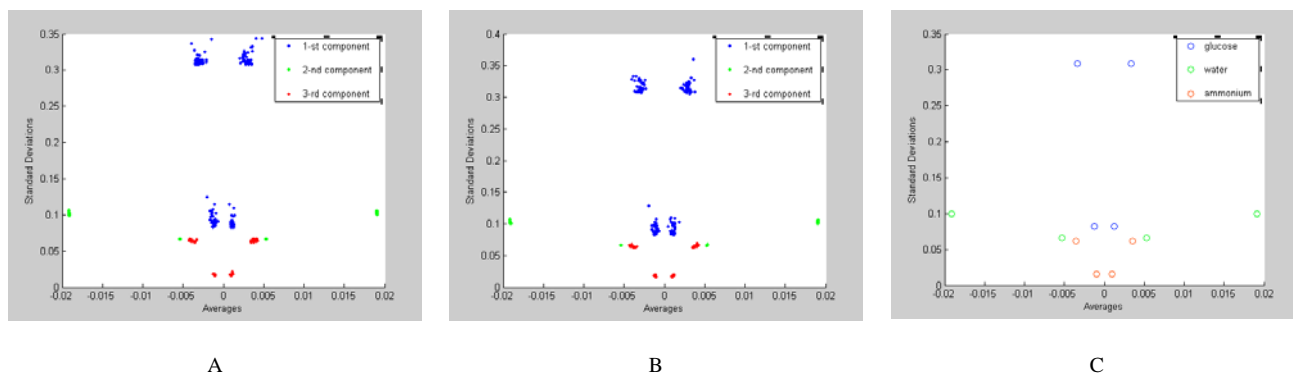 0.35
0.3
0.25
0.2
0.15
0.1
0.05
0
Standard Deviations
1-st component
2-nd component
3-rd component
-0.02 -0.015 -0.01 -0.005 0 0.005 0.01 0.015 0.02
Averages
A
0.4
0.35
0.3
0.25
0.2
0.15
0.1
0.05
0
Standard Deviations
1-st component
2-nd component
3-rd component
-0.02 -0.015 -0.01 -0.005 0 0.005 0.01 0.015 0.02
Averages
B
0.35
0.3
0.25
0.2
0.15
0.1
0.05
0
Standard Deviations
glucose
water
ammonium
-0.02 -0.015 -0.01 -0.005 0 0.005 0.01 0.015 0.02
Averages
C